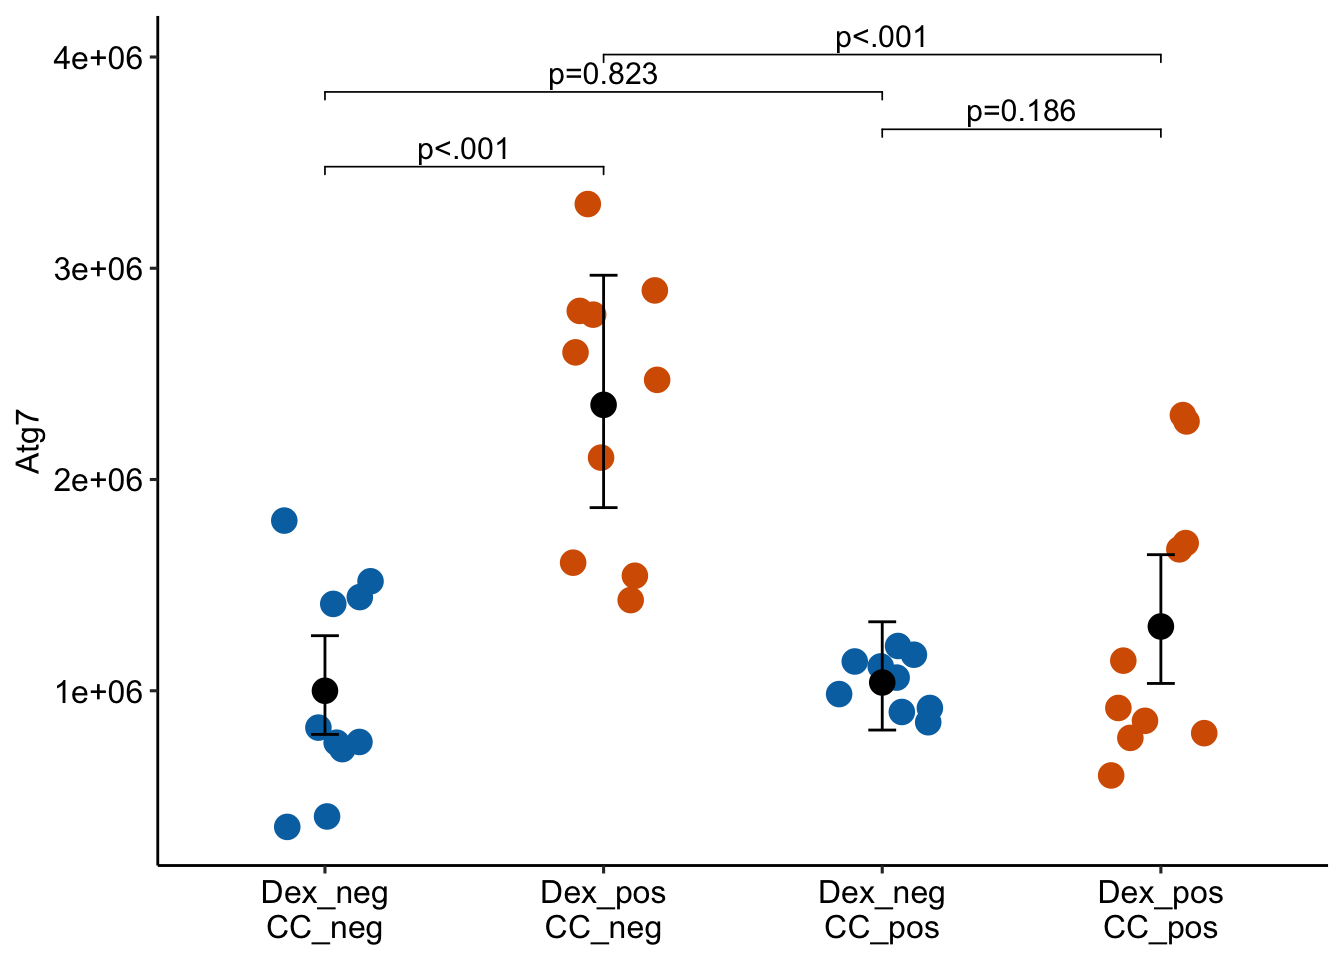 p<.001
p=0.823
p=0.186
p<.001
4e+06
3e+06
2e+06
1e+06
Atg7
Dex_neg
CC_neg
Dex_pos
CC_neg
Dex_neg
CC_pos
Dex_pos
CC_pos